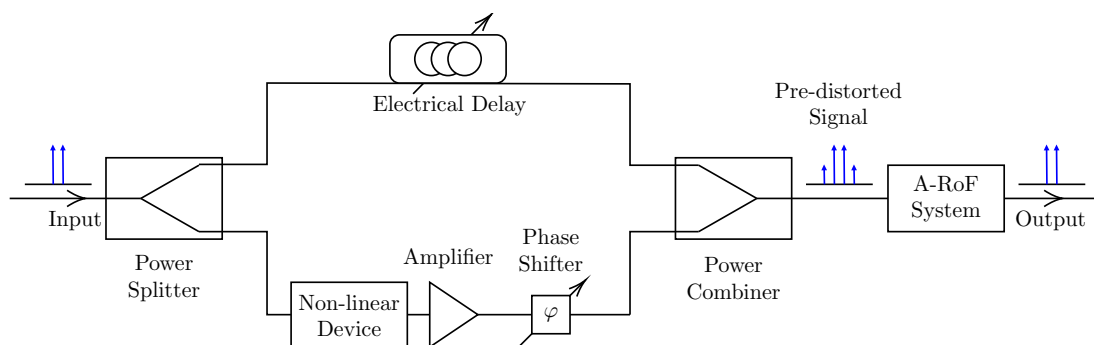 Electrical Delay
Pre-distorted
Signal
Input
Power
Splitter
Non-linear
Device
Amplifier
Phase
Shifter
φ
Power
Combiner
A-RoF
System
Output